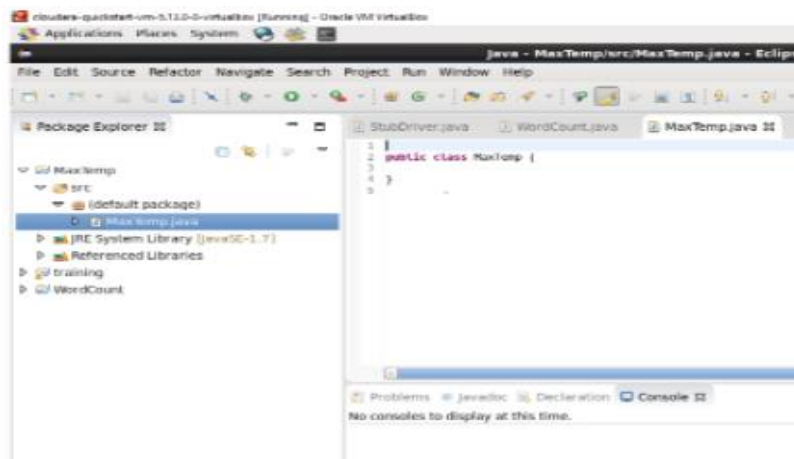 cloudera-quickstart-vm-5.13.0-0-virtualbox [Running] - Oracle VM VirtualBox
Applications Places System
Java - MaxTemp/src/MaxTemp.java - Eclips
File Edit Source Refactor Navigate Search Project Run Window Help
Package Explorer
MaxTemp
src
(default package)
MaxTemp.java
JRE System Library [JavaSE-1.7]
Referenced Libraries
training
WordCount
StubDriver.java WordCount.java MaxTemp.java
1
2 public class MaxTemp {
3
4 }
5
Problems Javadoc Declaration Console
No consoles to display at this time.